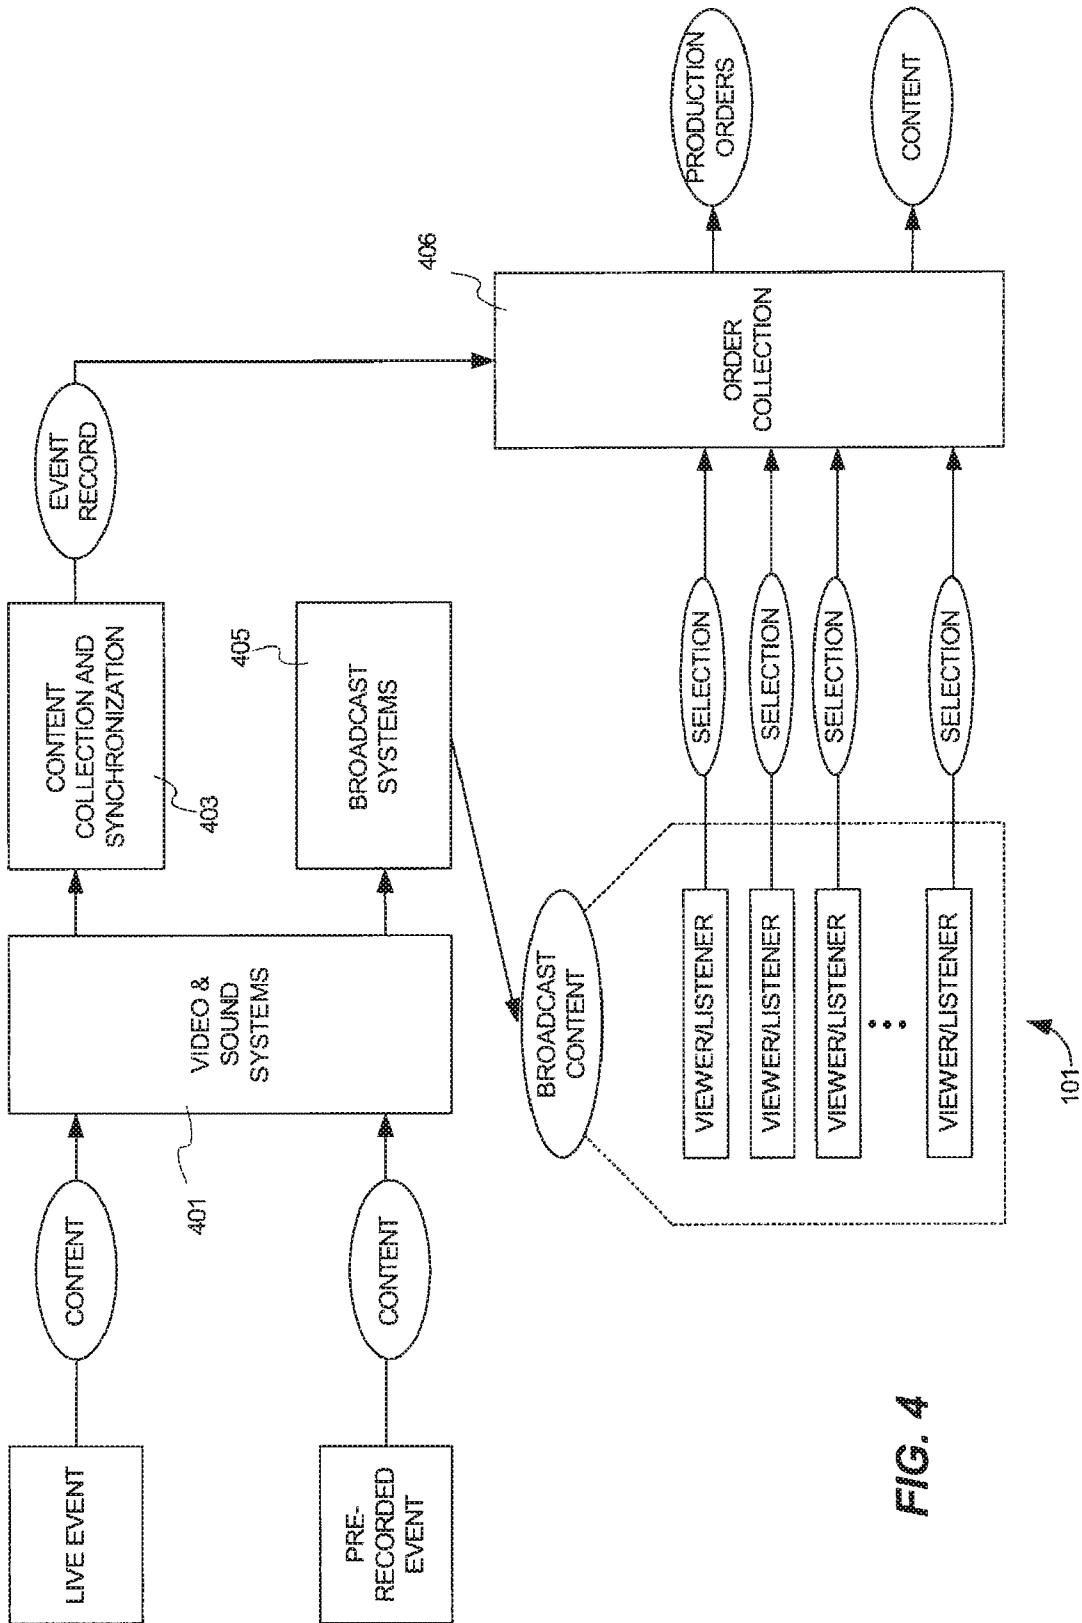 LIVE EVENT
CONTENT
401
VIDEO &
SOUND
SYSTEMS
CONTENT
COLLECTION AND
SYNCHRONIZATION
403
EVENT
RECORD
PRE-
RECORDED
EVENT
CONTENT
BROADCAST
SYSTEMS
405
BROADCAST
CONTENT
VIEWER/LISTENER
SELECTION
VIEWER/LISTENER
SELECTION
VIEWER/LISTENER
SELECTION
VIEWER/LISTENER
SELECTION
101
406
ORDER
COLLECTION
PRODUCTION
ORDERS
CONTENT
FIG. 4